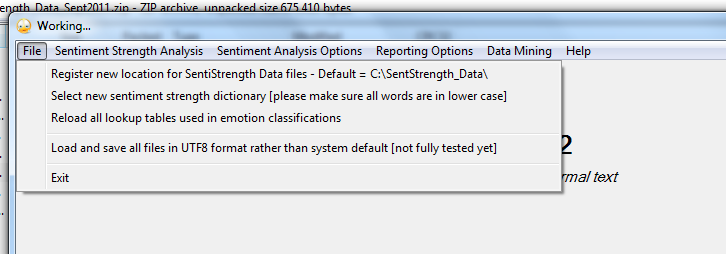 ength_Data_Sent2011.zip - ZIP archive, unpacked size 675,410 bytes
Working...
File Sentiment Strength Analysis Sentiment Analysis Options Reporting Options Data Mining Help
Register new location for SentiStrength Data files - Default = C:\SentStrength_Data\
Select new sentiment strength dictionary [please make sure all words are in lower case]
Reload all lookup tables used in emotion classifications
2
Load and save all files in UTF8 format rather than system default [not fully tested yet]
rmal text
Exit